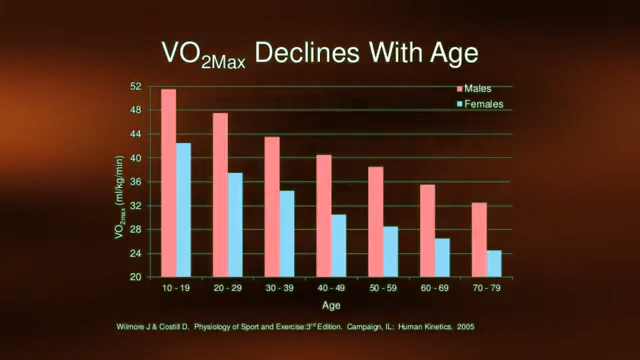 VO2Max Declines With Age
52
48
44
40
36
32
28
24
20
VO2max (ml/kg/min)
Males
Females
10 - 19
20 - 29
30 - 39
40 - 49
50 - 59
60 - 69
70 - 79
Age
Wilmore J & Costill D. Physiology of Sport and Exercise:3rd Edition. Campaign, IL: Human Kinetics. 2005